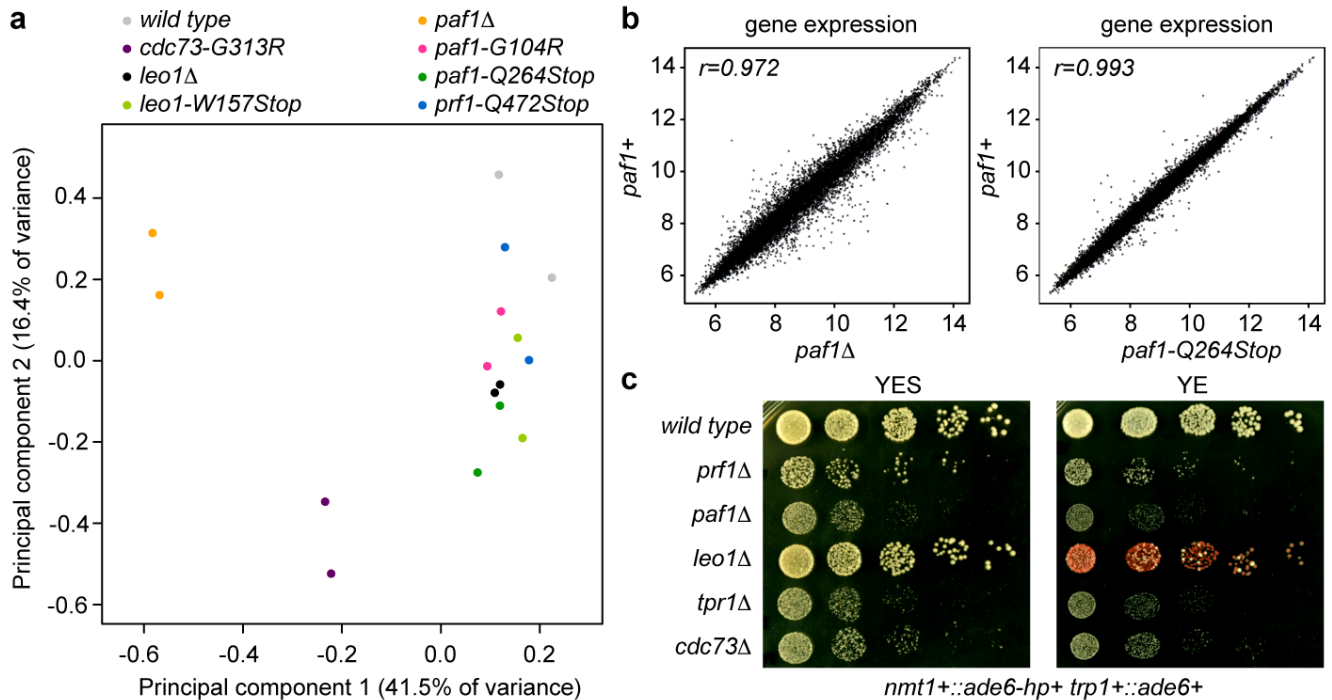 a
wild type
cdc73-G313R
leo1Δ
leo1-W157Stop
paf1Δ
paf1-G104R
paf1-Q264Stop
prf1-Q472Stop
Principal component 2 (16.4% of variance)
0.4
0.2
0.0
-0.2
-0.4
-0.6
-0.6
-0.4
-0.2
0.0
0.2
Principal component 1 (41.5% of variance)
b
gene expression
r=0.972
paf1+
14
12
10
8
6
6
8
10
12
14
paf1Δ
gene expression
r=0.993
paf1+
14
12
10
8
6
6
8
10
12
14
paf1-Q264Stop
c
YES
YE
wild type
prf1Δ
paf1Δ
leo1Δ
tpr1Δ
cdc73Δ
nmt1+::ade6-hp+ trp1+::ade6+